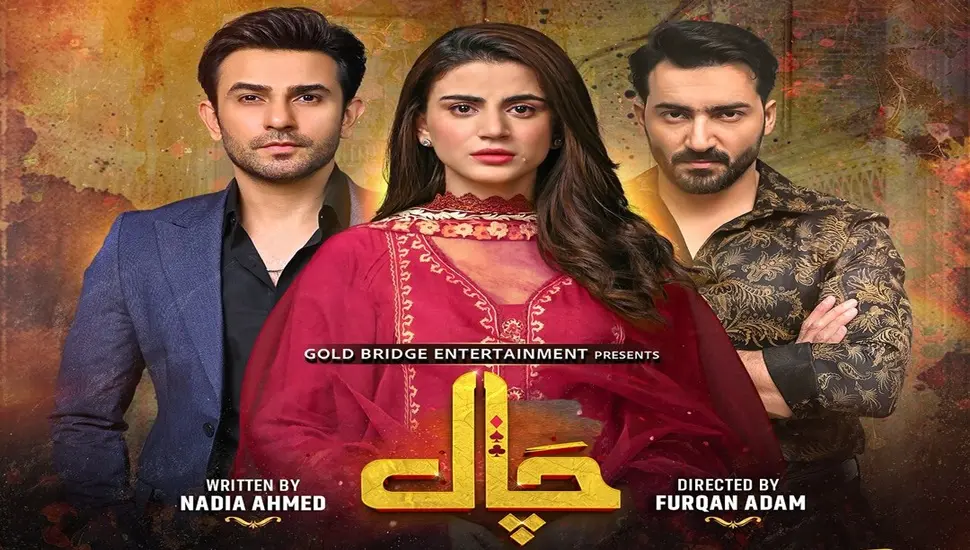 GOLD BRIDGE ENTERTAINMENT PRESENTS
چال
WRITTEN BY
NADIA AHMED
DIRECTED BY
FURQAN ADAM